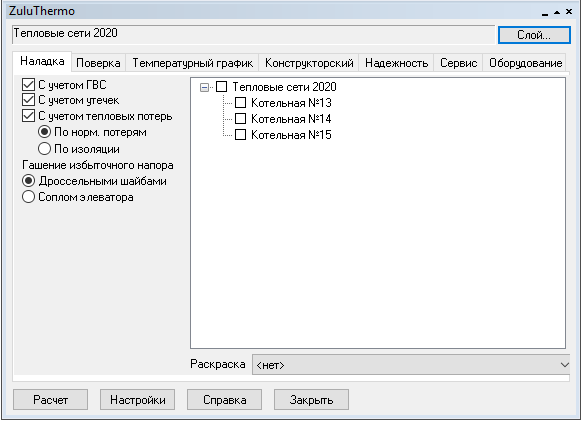 ZuluThermo
Тепловые сети 2020
Слой...
Наладка Поверка Температурный график Конструкторский Надежность Сервис Оборудование
С учетом ГВС
С учетом утечек
С учетом тепловых потерь
По норм. потерям
По изоляции
Гашение избыточного напора
Дроссельными шайбами
Соплом элеватора
Тепловые сети 2020
Котельная №13
Котельная №14
Котельная №15
Раскраска <нет>
Расчет Настройки Справка Закрыть